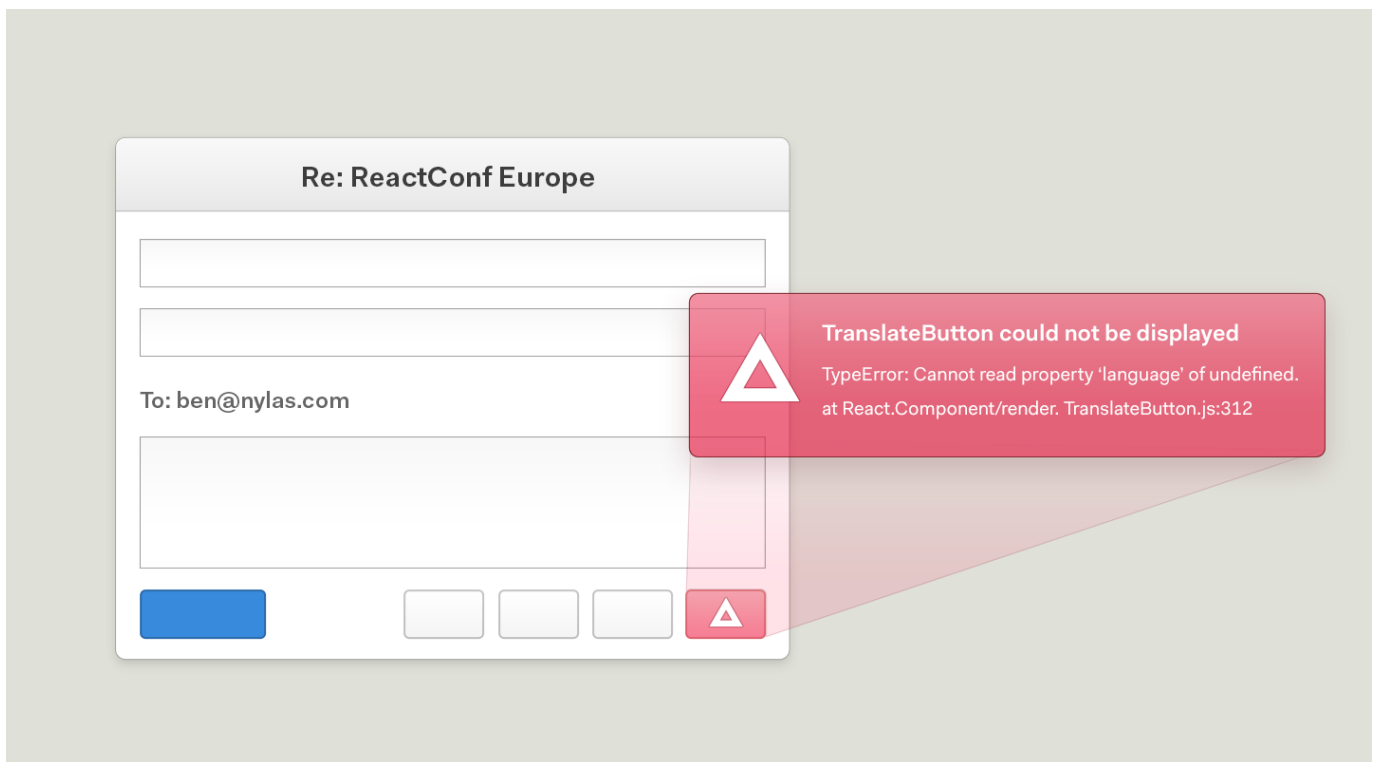 Re: ReactConf Europe
TranslateButton could not be displayed
TypeError: Cannot read property ‘language’ of undefined.
at React.Component/render. TranslateButton.js:312
To: ben@nylas.com